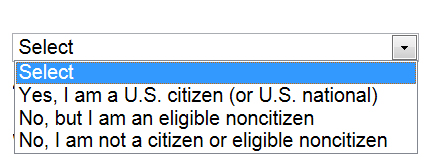 Select
Select
Yes, I am a U.S. citizen (or U.S. national)
No, but I am an eligible noncitizen
No, I am not a citizen or eligible noncitizen